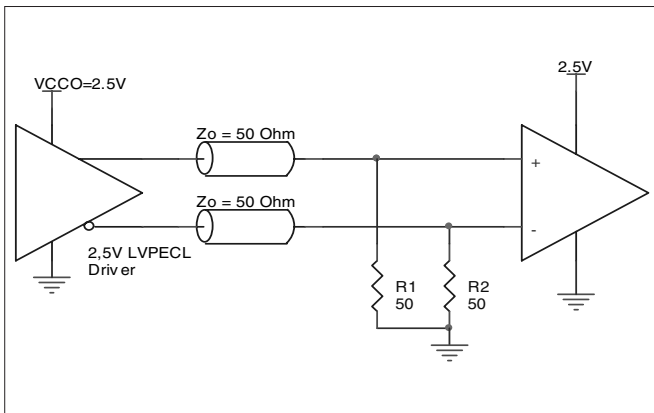 VCCO=2.5V
2.5V
Zo = 50 Ohm
+
Zo = 50 Ohm
-
2,5V LVPECL
Driver
R1
50
R2
50